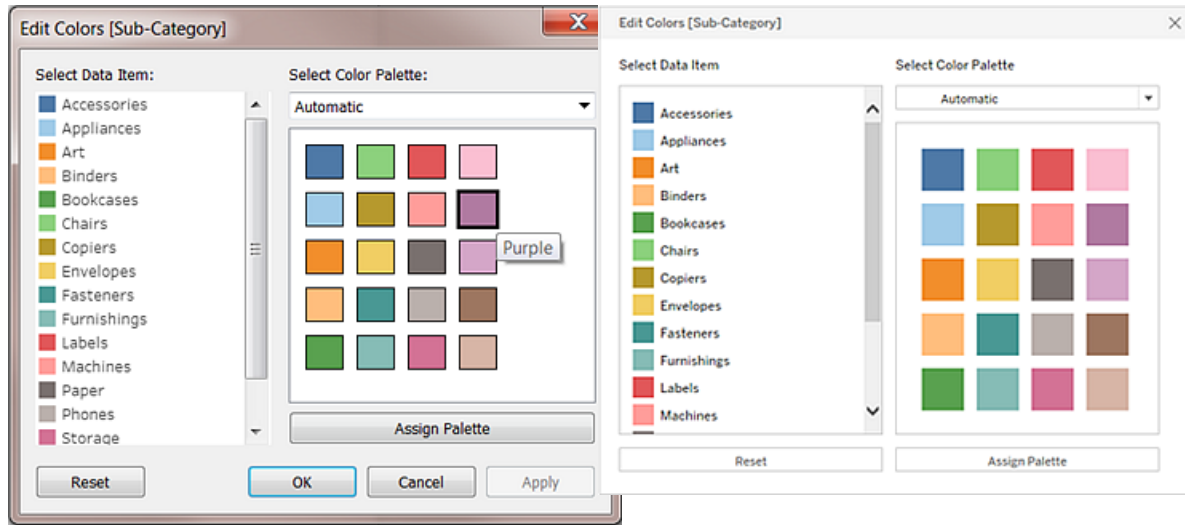 Edit Colors [Sub-Category]
Select Data Item:
Accessories
Appliances
Art
Binders
Bookcases
Chairs
Copiers
Envelopes
Fasteners
Furnishings
Labels
Machines
Paper
Phones
Storage
Select Color Palette:
Automatic
Purple
Assign Palette
Reset
OK
Cancel
Apply
Edit Colors [Sub-Category]
Select Data Item
Accessories
Appliances
Art
Binders
Bookcases
Chairs
Copiers
Envelopes
Fasteners
Furnishings
Labels
Machines
Select Color Palette
Automatic
Reset
Assign Palette